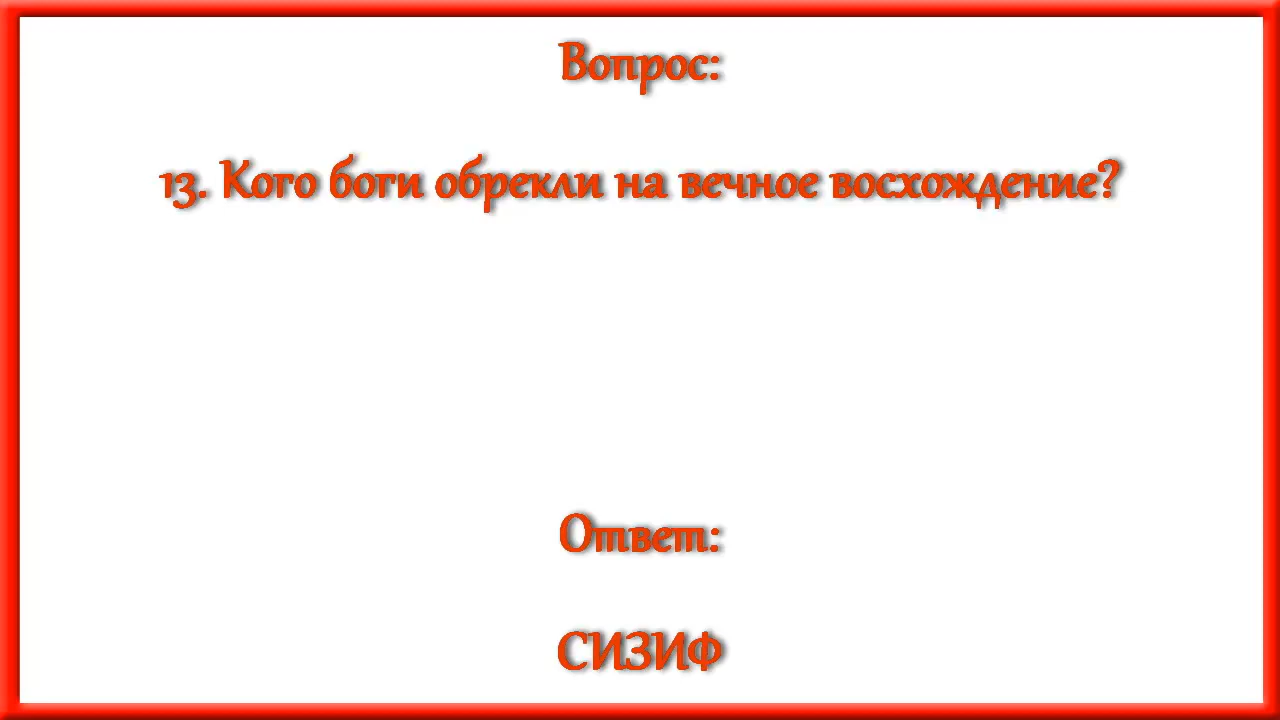 Вопрос:
13. Кого боги обрекли на вечное восхождение?
Ответ:
СИЗИФ